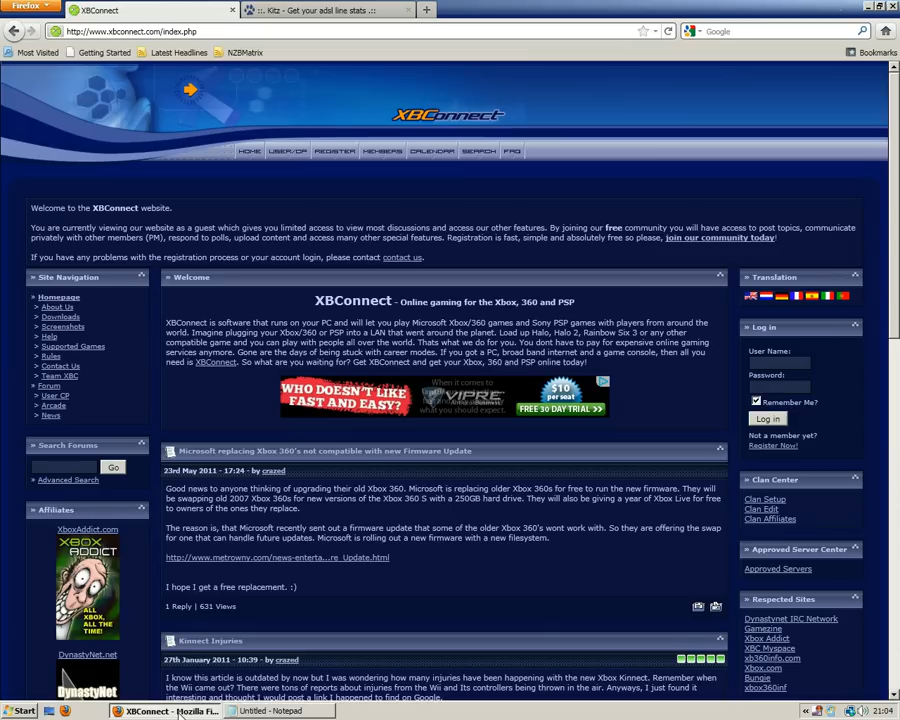 Firefox
XBConnect
.::. Kitz - Get your adsl line stats .::.
http://www.xbconnect.com/index.php
Google
Most Visited
Getting Started
Latest Headlines
NZBMatrix
Bookmarks
XBConnect
HOME
USER/CP
REGISTER
MEMBERS
CALENDAR
SEARCH
FAQ
Welcome to the XBConnect website.
You are currently viewing our website as a guest which gives you limited access to view most discussions and access our other features. By joining our free community you will have access to post topics, communicate
privately with other members (PM), respond to polls, upload content and access many other special features. Registration is fast, simple and absolutely free so please, join our community today!
If you have any problems with the registration process or your account login, please contact contact us.
» Site Navigation
» Homepage
» About Us
» Downloads
» Screenshots
» Help
» Supported Games
» Rules
» Contact Us
» Team XBC
» Forum
» User CP
» Arcade
» News
» Search Forums
Go
» Advanced Search
» Affiliates
XboxAddict.com
XBOX
ADDICT
ALL
XBOX,
ALL THE
TIME!
DynastyNet.net
DynastyNet
» Welcome
XBConnect - Online gaming for the Xbox, 360 and PSP
XBConnect is software that runs on your PC and will let you play Microsoft Xbox/360 games and Sony PSP games with players from around the
world. Imagine plugging your Xbox/360 or PSP into a LAN that went around the planet. Load up Halo, Halo 2, Rainbow Six 3 or any other
compatible game and you can play with people all over the world. Thats what we do for you. You dont have to pay for expensive online gaming
services anymore. Gone are the days of being stuck with career modes. If you got a PC, broad band internet and a game console, then all you
need is XBConnect. So what are you waiting for? Get XBConnect and get your Xbox, 360 and PSP online today!
WHO DOESN'T LIKE
FAST AND EASY?
When it comes to
what you should expect.
VIPRE
$10
per seat
FREE 30 DAY TRIAL >>
Microsoft replacing Xbox 360's not compatible with new Firmware Update
23rd May 2011 - 17:24 - by crazed
Good news to anyone thinking of upgrading their old Xbox 360. Microsoft is replacing older Xbox 360s for free to run the new firmware. They will
be swapping old 2007 Xbox 360s for new versions of the Xbox 360 S with a 250GB hard drive. They will also be giving a year of Xbox Live for free
to owners of the ones they replace.
The reason is, that Microsoft recently sent out a firmware update that some of the older Xbox 360's wont work with. So they are offering the swap
for one that can handle future updates. Microsoft is rolling out a new firmware with a new filesystem.
http://www.metrowny.com/news-enterta...re_Update.html
I hope I get a free replacement. :)
1 Reply | 631 Views
Kinnect Injuries
27th January 2011 - 10:39 - by crazed
I know this article is outdated by now but I was wondering how many injuries have been happening with the new Xbox Kinnect. Remember when
the Wii came out? There were tons of reports about injuries from the Wii and Its controllers being thrown in the air. Anyways, I just found it
interesting and thought I would post a link I happened to find on Google.
» Translation
» Log in
User Name:
Password:
Remember Me?
Log in
Not a member yet?
Register Now!
» Clan Center
Clan Setup
Clan Edit
Clan Affiliates
» Approved Server Center
Approved Servers
» Respected Sites
Dynastynet IRC Network
Gamezine
Xbox Addict
XBC Myspace
xb360info.com
Xbox.com
Bungie
xbox360inf
Start
XBConnect - Mozilla Fi...
Untitled - Notepad
21:04